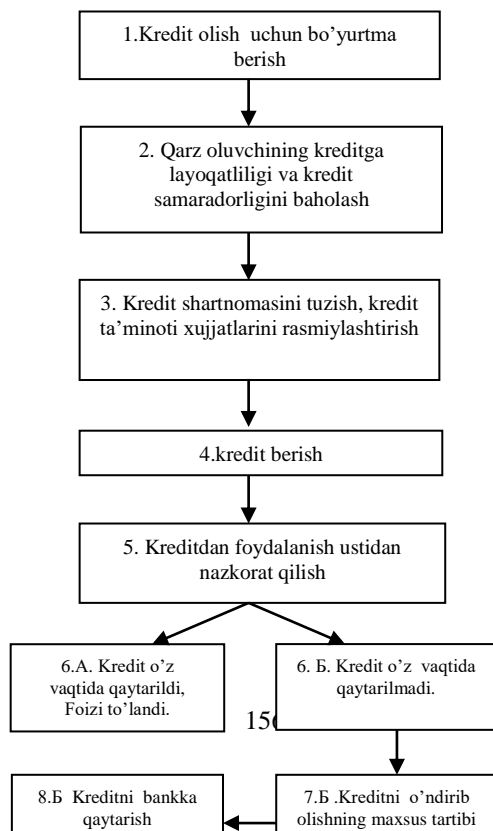 1.Kredit olish uchun bo’yurtma
berish
2. Qarz oluvchining kreditga
layoqatliligi va kredit
samaradorligini baholash
3. Kredit shartnomasini tuzish, kredit
ta’minoti xujjatlarini rasmiylashtirish
4.kredit berish
5. Kreditdan foydalanish ustidan
nazkorat qilish
6.A. Kredit o’z
vaqtida qaytarildi,
Foizi to’landi.
6. Б. Kredit o’z vaqtida
qaytarilmadi.
8.Б Kreditni bankka
qaytarish
7.Б .Kreditni o’ndirib
olishning maxsus tartibi